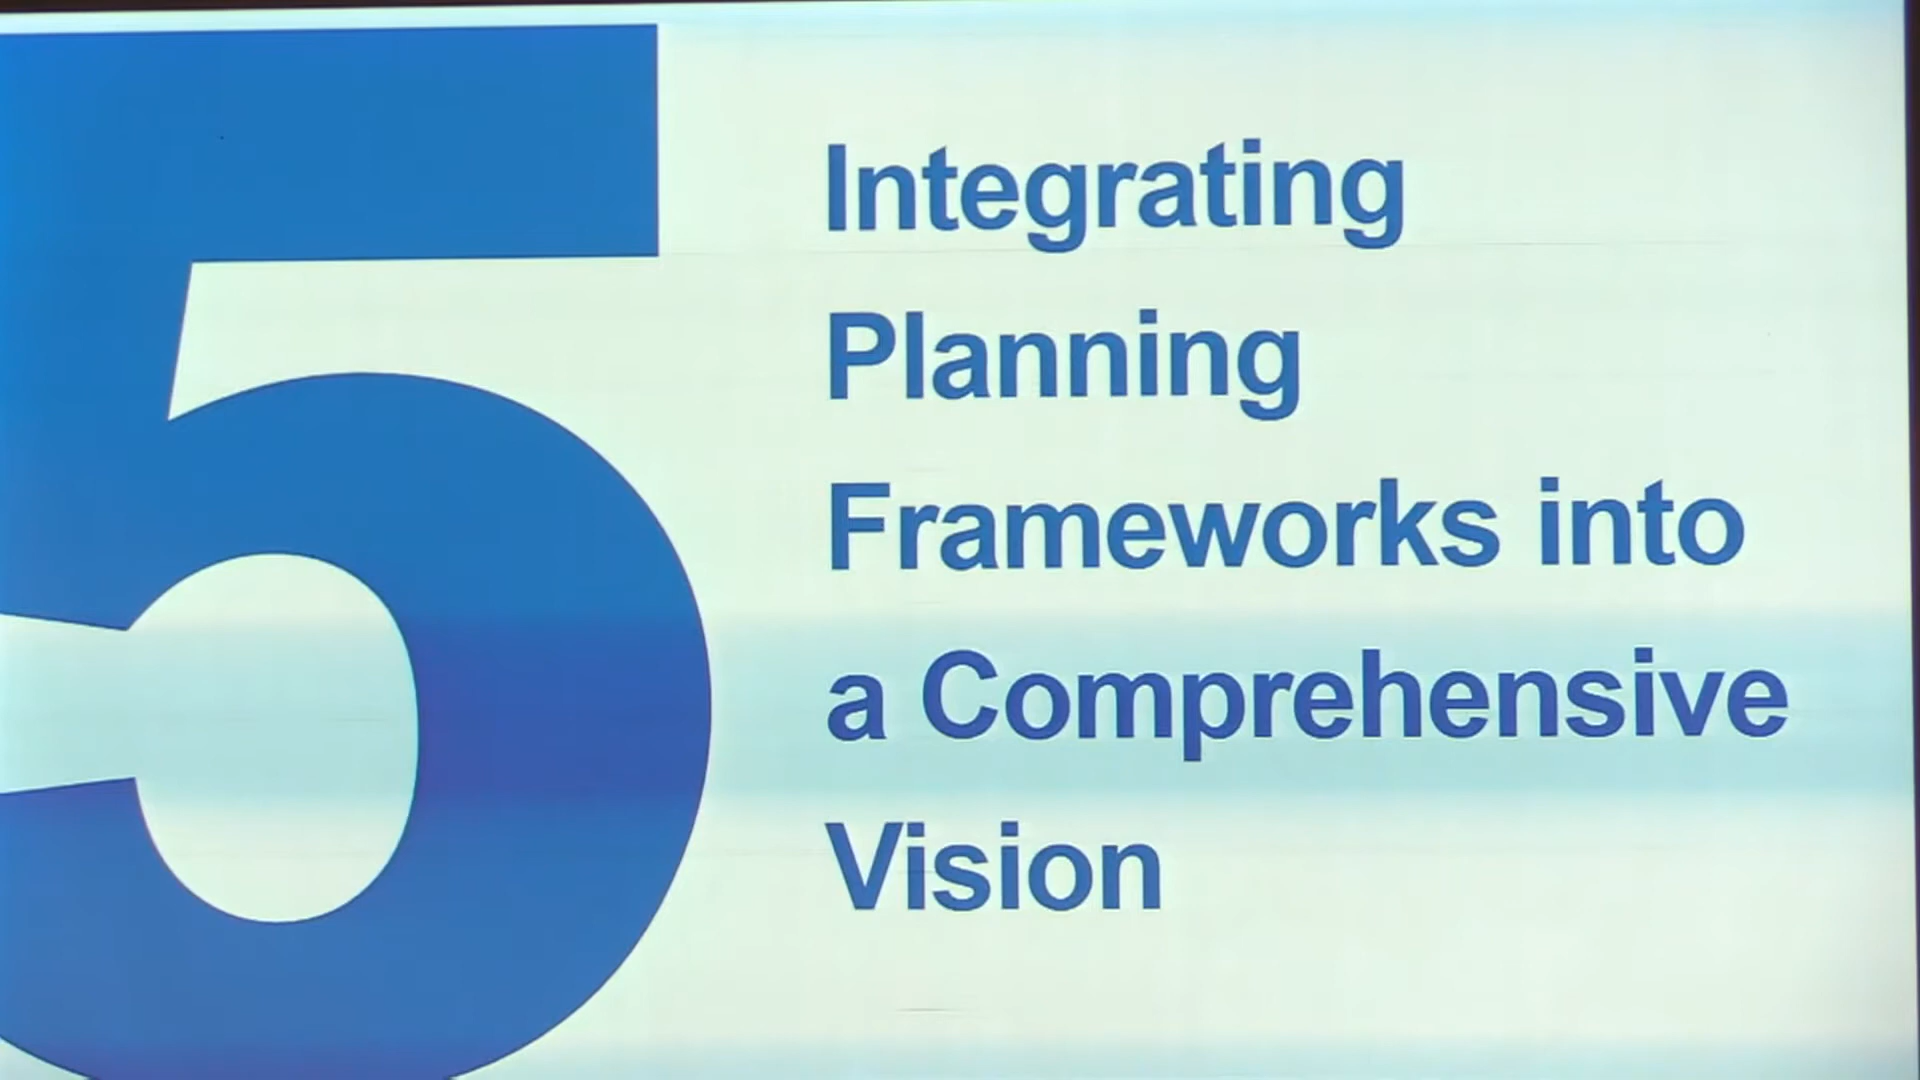 5
Integrating
Planning
Frameworks into
a Comprehensive
Vision